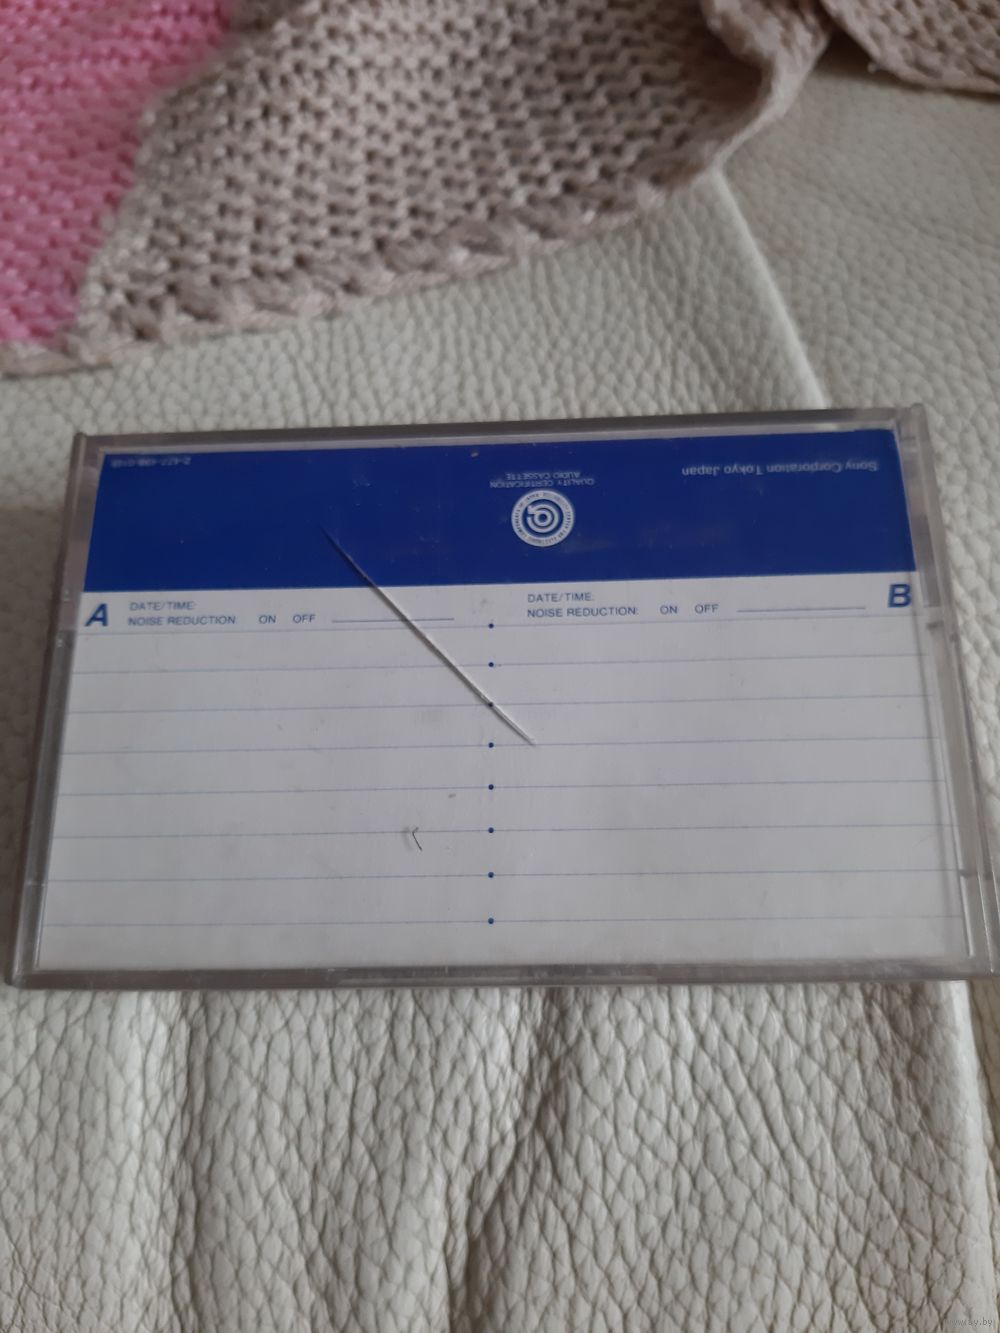 Sony Corporation Tokyo Japan
QUALITY CERTIFICATION
AUDIO CASSETTE
A
DATE/TIME:
NOISE REDUCTION ON OFF
B
DATE/TIME:
NOISE REDUCTION: ON OFF